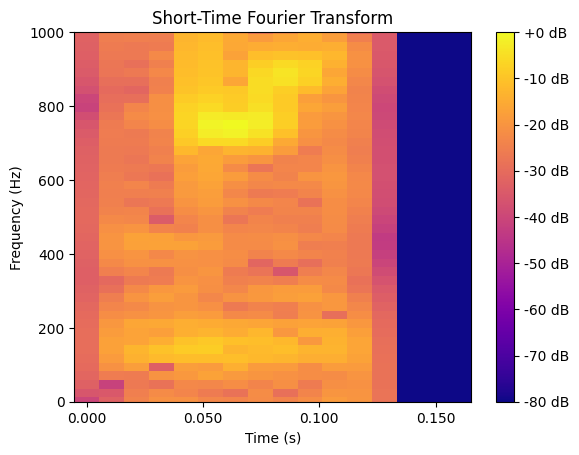 Short-Time Fourier Transform
1000
800
600
400
200
0
Frequency (Hz)
0.000
0.050
0.100
0.150
Time (s)
+0 dB
-10 dB
-20 dB
-30 dB
-40 dB
-50 dB
-60 dB
-70 dB
-80 dB